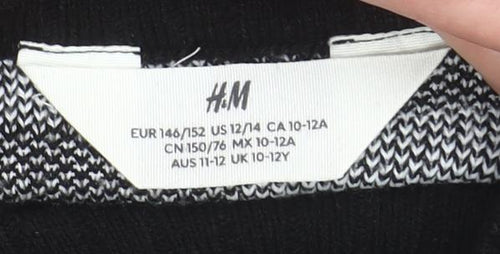 H&M
EUR 146/152 US 12/14 CA 10-12A
CN 150/76 MX 10-12A
AUS 11-12 UK 10-12Y